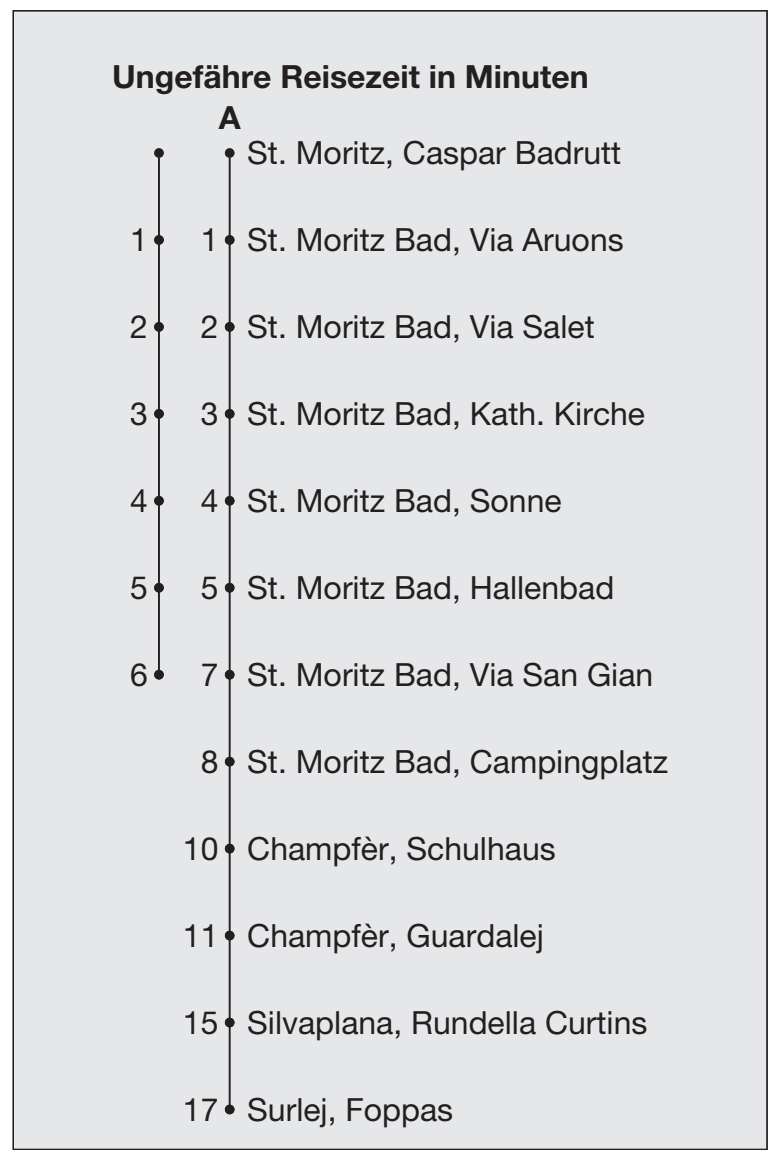 Ungefähre Reisezeit in Minuten
A
St. Moritz, Caspar Badrutt
1 1 St. Moritz Bad, Via Aruons
2 2 St. Moritz Bad, Via Salet
3 3 St. Moritz Bad, Kath. Kirche
4 4 St. Moritz Bad, Sonne
5 5 St. Moritz Bad, Hallenbad
6 7 St. Moritz Bad, Via San Gian
8 St. Moritz Bad, Campingplatz
10 Champfèr, Schulhaus
11 Champfèr, Guardalej
15 Silvaplana, Rundella Curtins
17 Surlej, Foppas